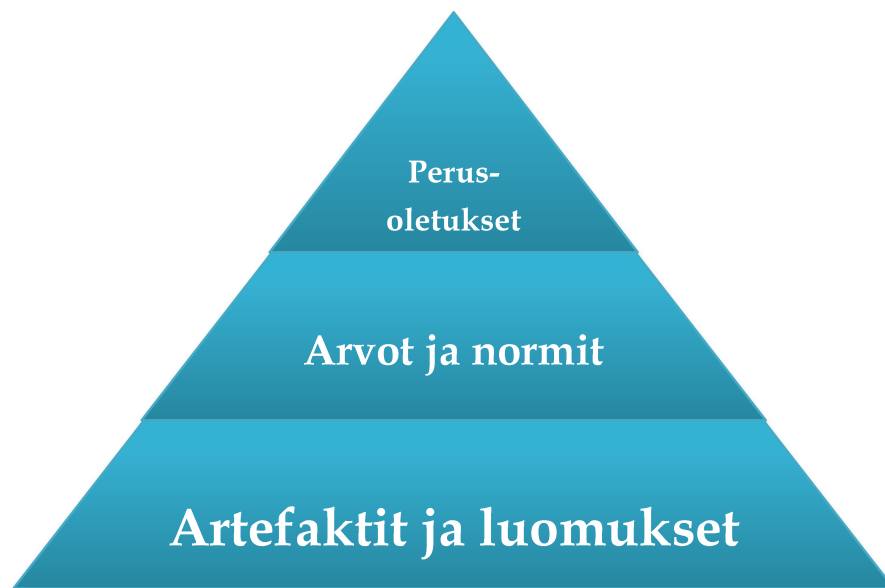 Perus-
oletukset
Arvot ja normit
Artefaktit ja luomukset